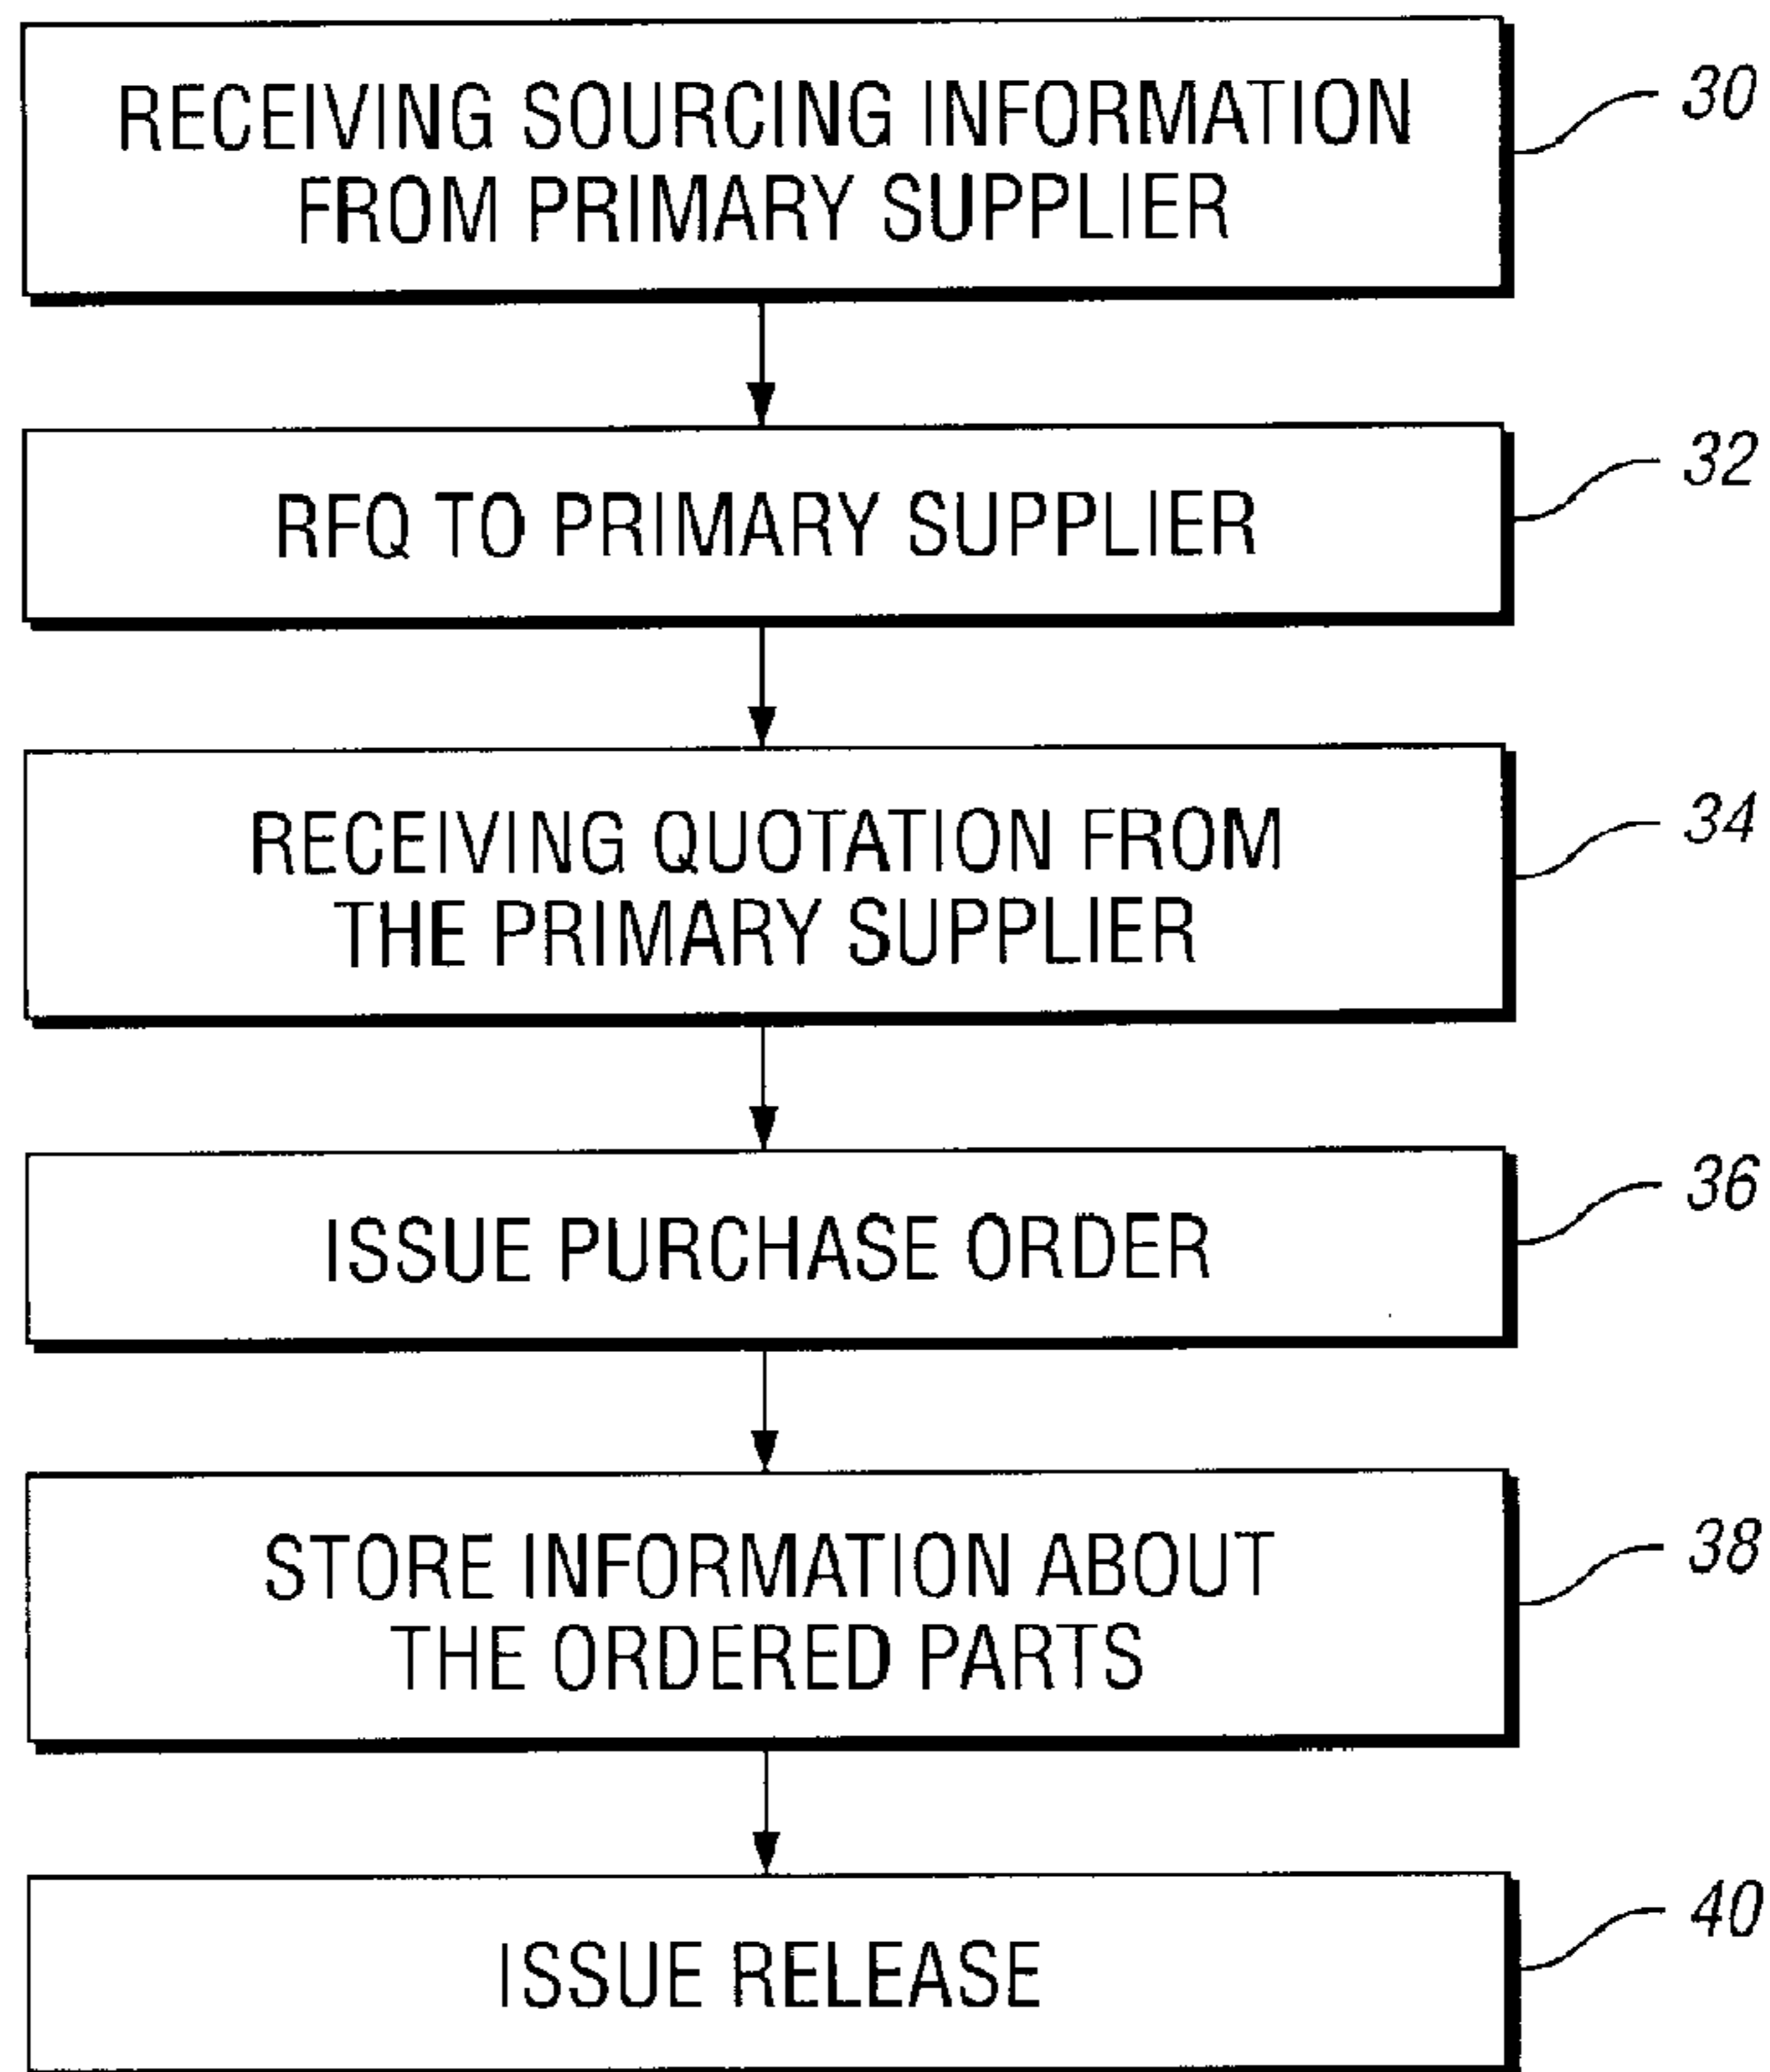 RECEIVING SOURCING INFORMATION
FROM PRIMARY SUPPLIER
30
RFQ TO PRIMARY SUPPLIER
32
RECEIVING QUOTATION FROM
THE PRIMARY SUPPLIER
34
ISSUE PURCHASE ORDER
36
STORE INFORMATION ABOUT
THE ORDERED PARTS
38
ISSUE RELEASE
40